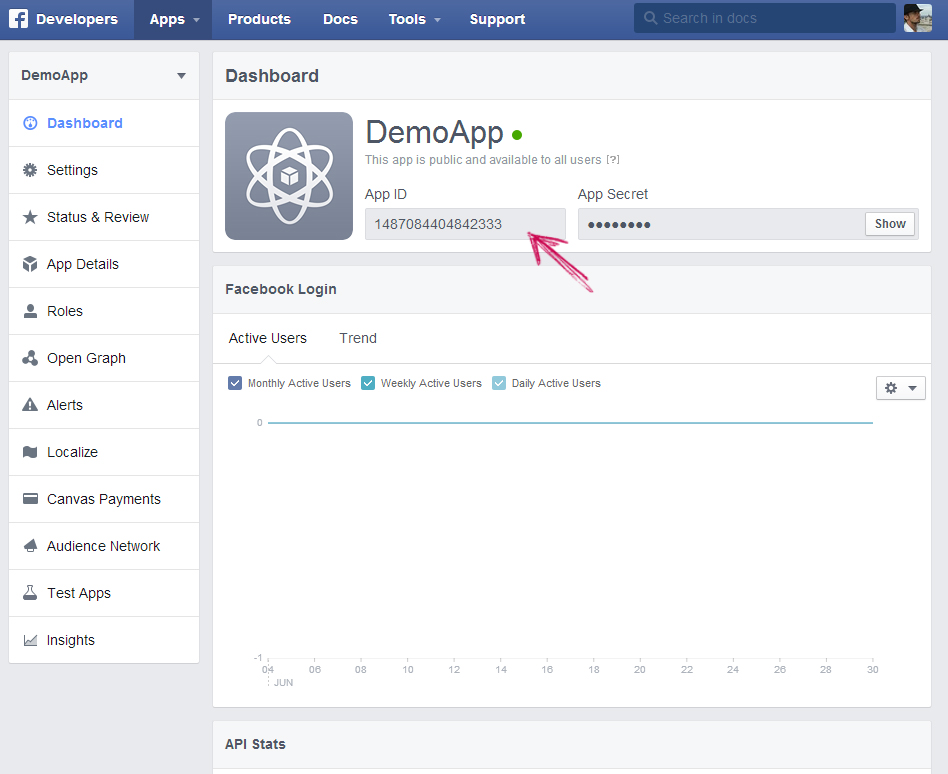 Developers Apps Products Docs Tools Support Search in docs
DemoApp
Dashboard
Settings
Status & Review
App Details
Roles
Open Graph
Alerts
Localize
Canvas Payments
Audience Network
Test Apps
Insights
Dashboard
DemoApp
This app is public and available to all users [?]
App ID App Secret
1487084404842333 ●●●●●●●● Show
Facebook Login
Active Users Trend
Monthly Active Users Weekly Active Users Daily Active Users
0
-1
04 06 08 10 12 14 16 18 20 22 24 26 28 30
JUN
API Stats